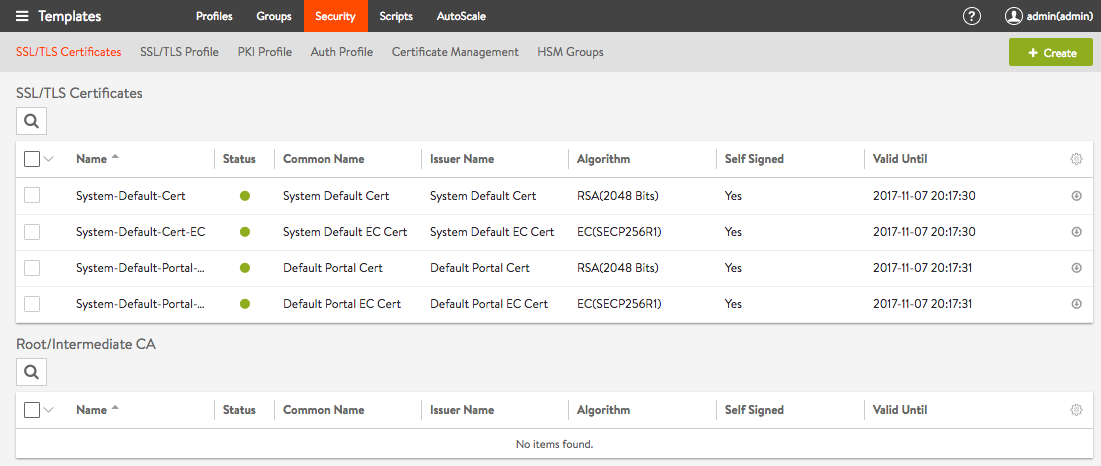 Templates Profiles Groups Security Scripts AutoScale ? admin(admin)
SSL/TLS Certificates SSL/TLS Profile PKI Profile Auth Profile Certificate Management HSM Groups + Create
SSL/TLS Certificates
Name Status Common Name Issuer Name Algorithm Self Signed Valid Until
System-Default-Cert System Default Cert System Default Cert RSA(2048 Bits) Yes 2017-11-07 20:17:30
System-Default-Cert-EC System Default EC Cert System Default EC Cert EC(SECP256R1) Yes 2017-11-07 20:17:30
System-Default-Portal-... Default Portal Cert Default Portal Cert RSA(2048 Bits) Yes 2017-11-07 20:17:31
System-Default-Portal-... Default Portal EC Cert Default Portal EC Cert EC(SECP256R1) Yes 2017-11-07 20:17:31
Root/Intermediate CA
Name Status Common Name Issuer Name Algorithm Self Signed Valid Until
No items found.